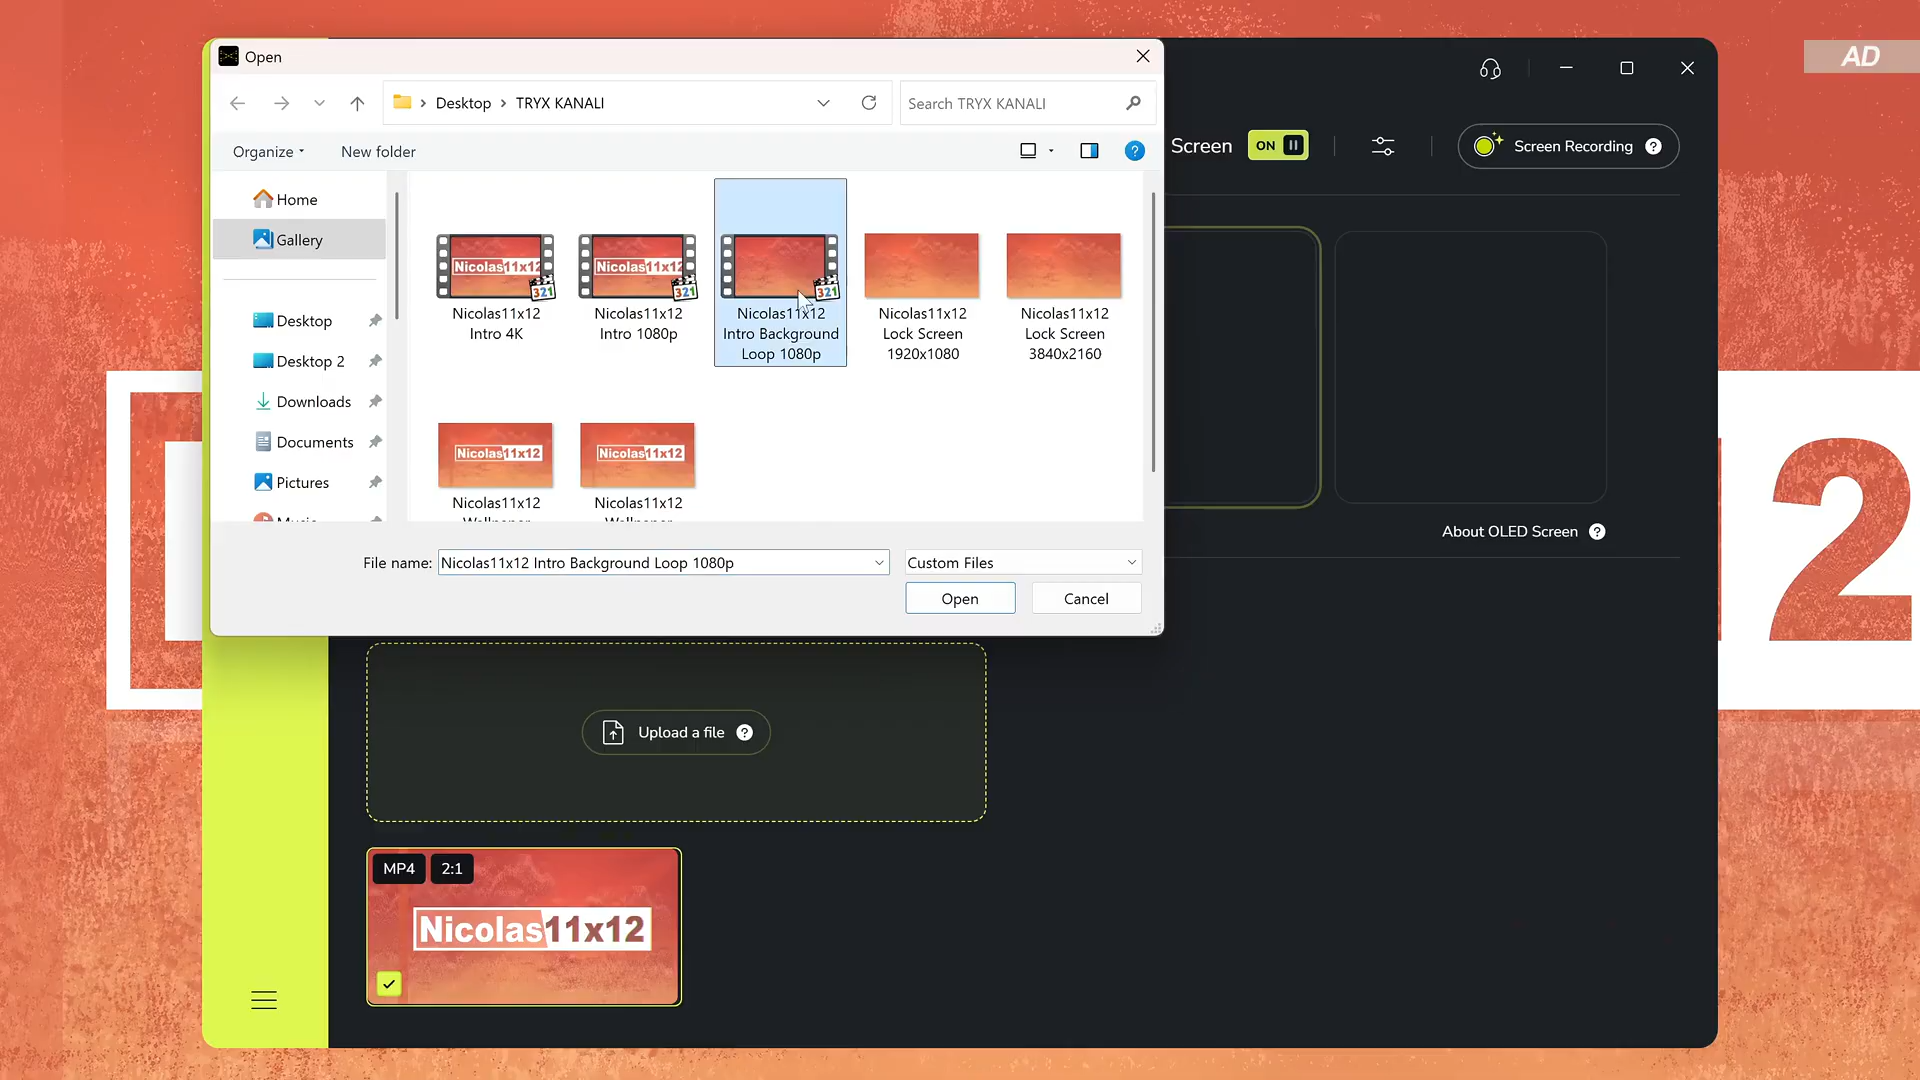 Open
AD
Desktop
TRYX KANALI
Search TRYX KANALI
Organize
New folder
Screen
ON
Screen Recording
Home
Gallery
Desktop
Desktop 2
Downloads
Documents
Pictures
Nicolas11x12
321
Nicolas11x12
Intro 4K
Nicolas11x12
321
Nicolas11x12
Intro 1080p
321
Nicolas11x12
Intro Background
Loop 1080p
Nicolas11x12
Lock Screen
1920x1080
Nicolas11x12
Lock Screen
3840x2160
Nicolas11x12
Nicolas11x12
Nicolas11x12
Nicolas11x12
About OLED Screen
2
File name:
Nicolas11x12 Intro Background Loop 1080p
Custom Files
Open
Cancel
Upload a file
MP4
2:1
Nicolas11x12